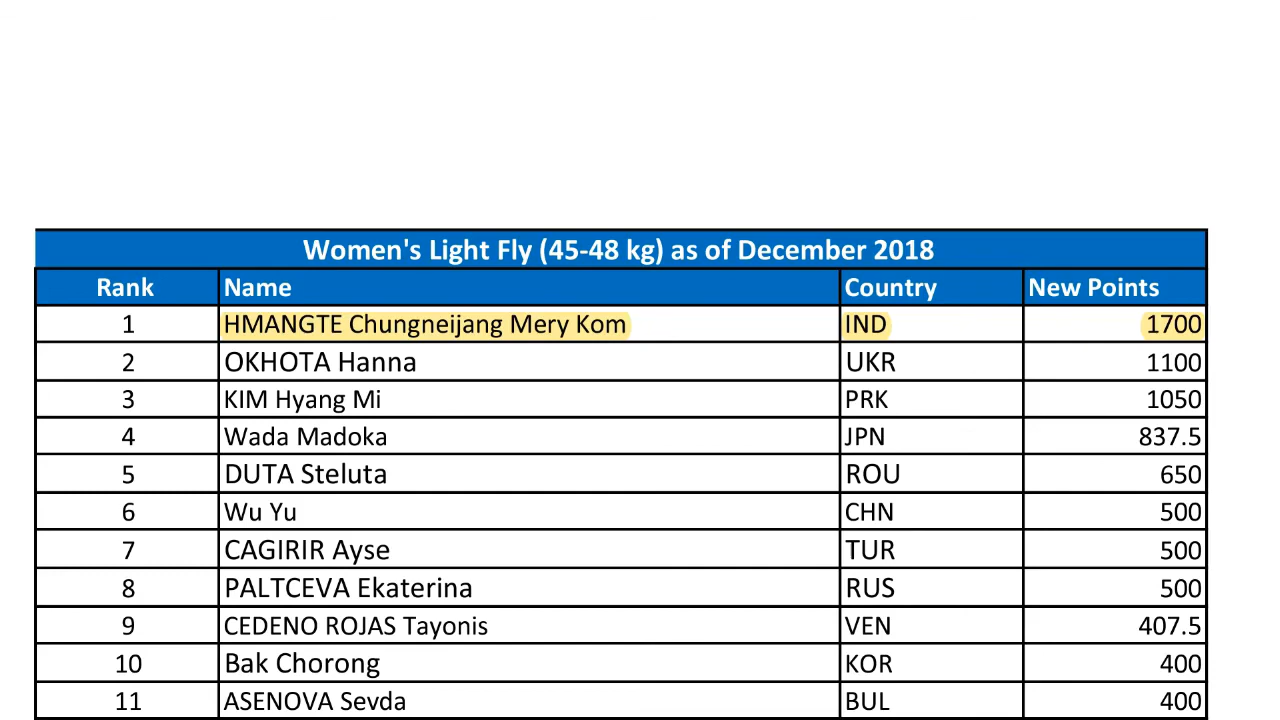 Women's Light Fly (45-48 kg) as of December 2018
Rank Name Country New Points
1 HMANGTE Chungneijang Mery Kom IND 1700
2 OKHOTA Hanna UKR 1100
3 KIM Hyang Mi PRK 1050
4 Wada Madoka JPN 837.5
5 DUTA Steluta ROU 650
6 Wu Yu CHN 500
7 CAGIRIR Ayse TUR 500
8 PALTCEVA Ekaterina RUS 500
9 CEDENO ROJAS Tayonis VEN 407.5
10 Bak Chorong KOR 400
11 ASENOVA Sevda BUL 400